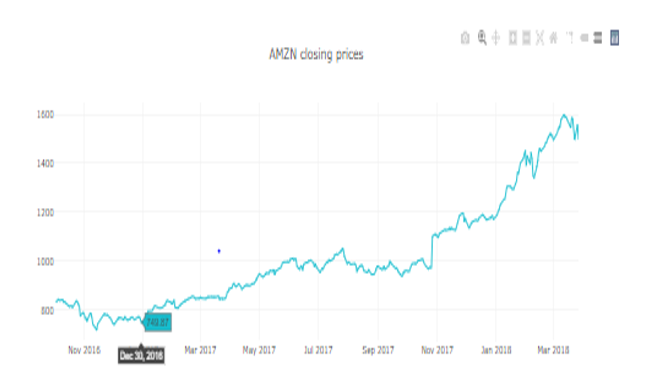 AMZN closing prices
1600
1400
1200
1000
800
749.87
Nov 2016
Dec 30, 2016
Mar 2017
May 2017
Jul 2017
Sep 2017
Nov 2017
Jan 2018
Mar 2018